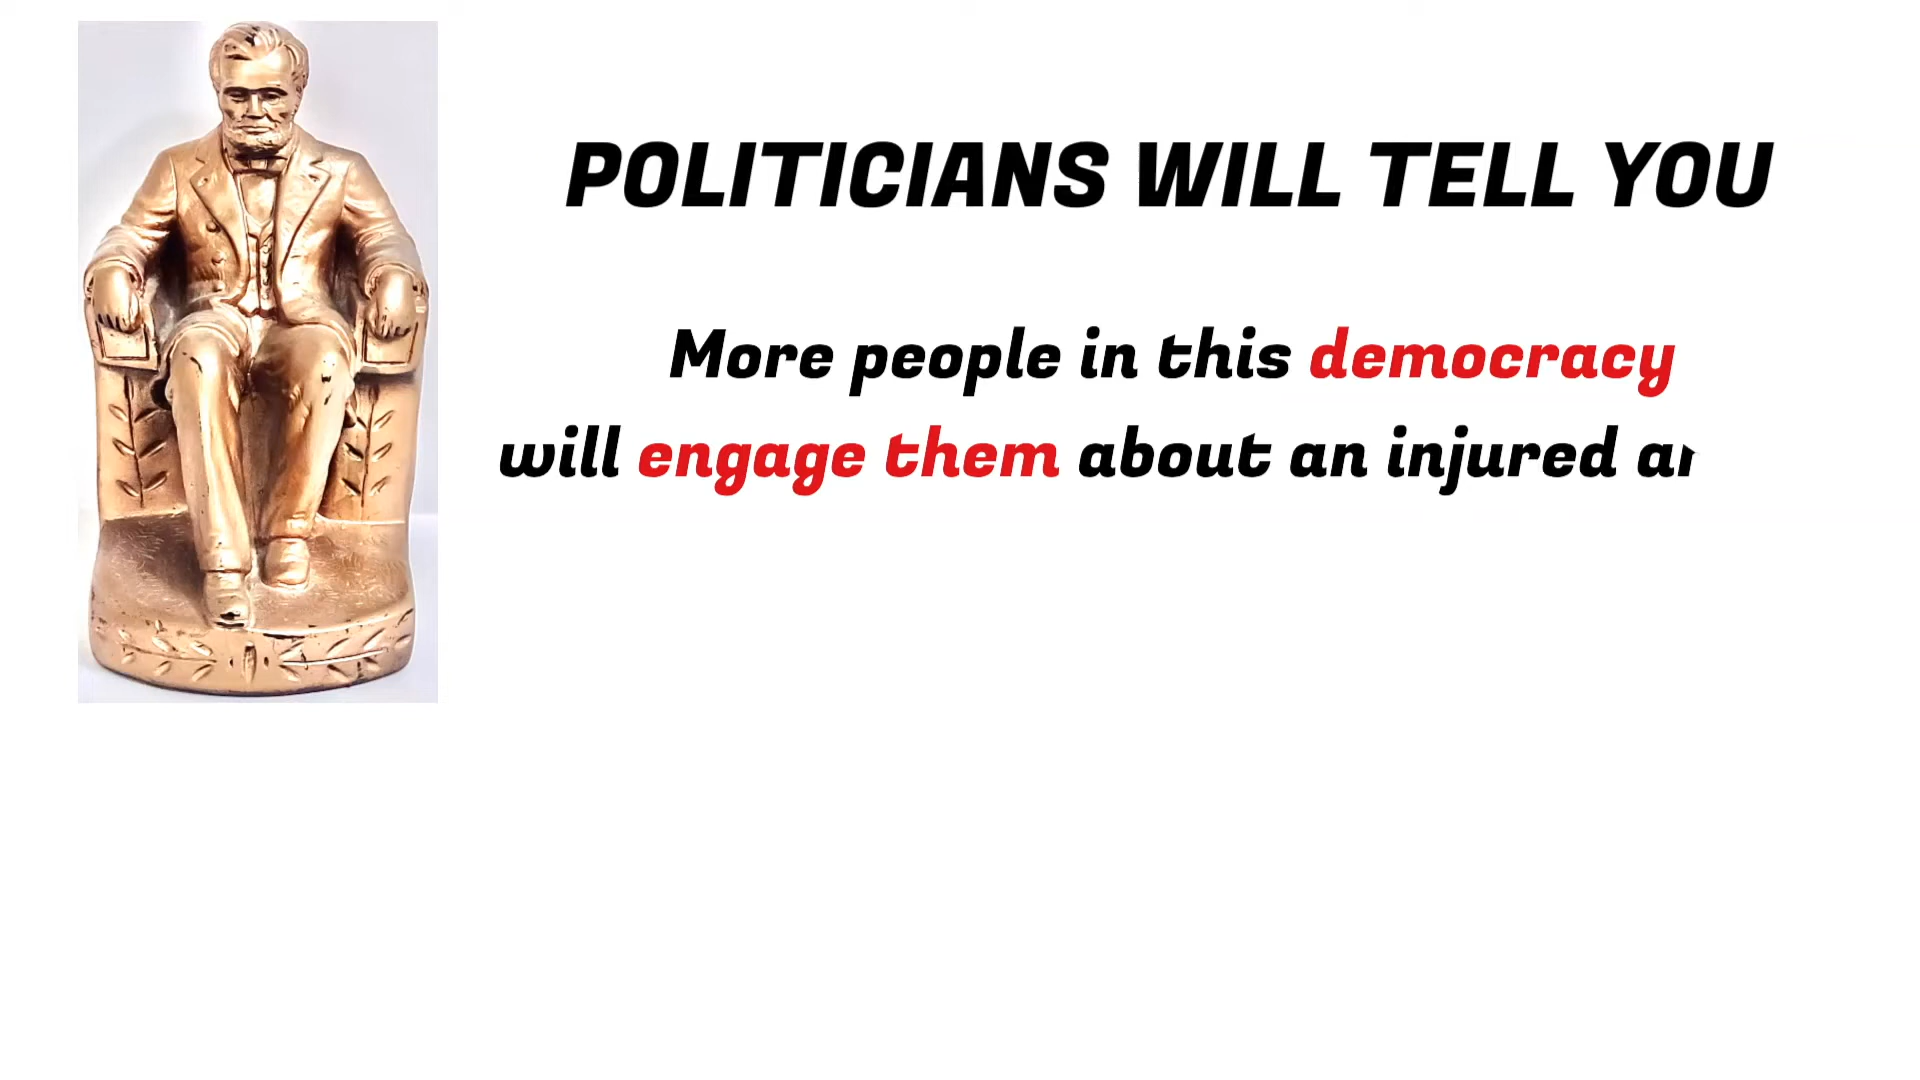 POLITICIANS WILL TELL YOU
More people in this democracy
will engage them about an injured